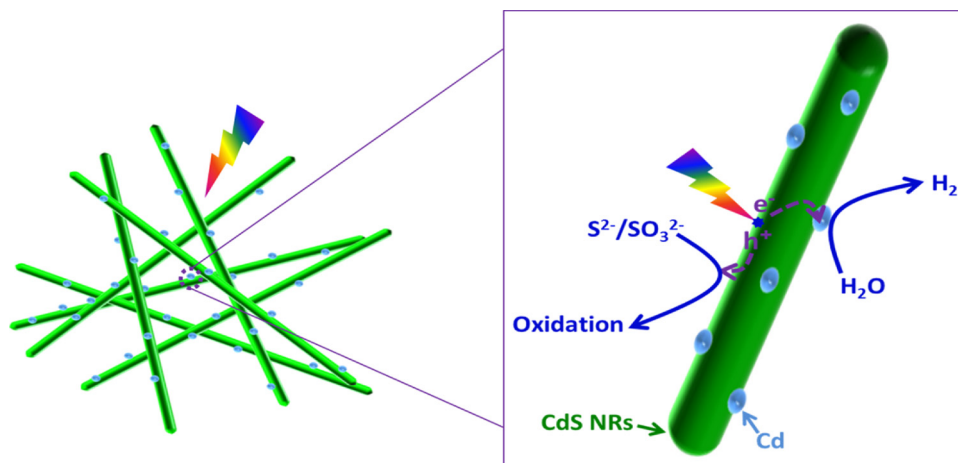 H₂
e⁻
S²⁻/SO₃²⁻
h⁺
H₂O
Oxidation
CdS NRs
Cd